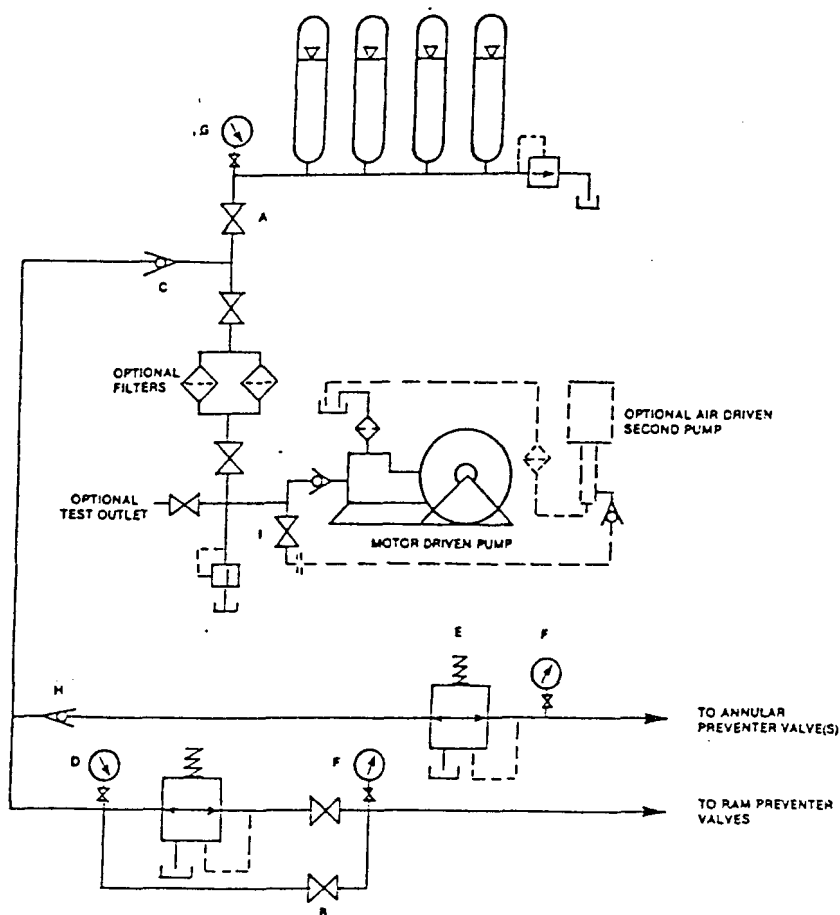 G
A
C
OPTIONAL
FILTERS
OPTIONAL AIR DRIVEN
SECOND PUMP
OPTIONAL
TEST OUTLET
I
MOTOR DRIVEN PUMP
E
F
H
TO ANNULAR
PREVENTER VALVE(S)
D
F
TO RAM PREVENTER
VALVES
B